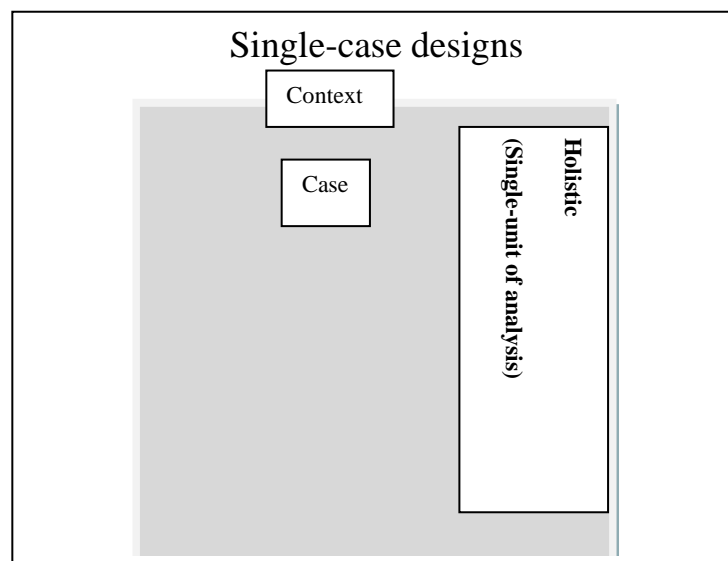 Single-case designs
Context
Case
Holistic
(Single-unit of analysis)